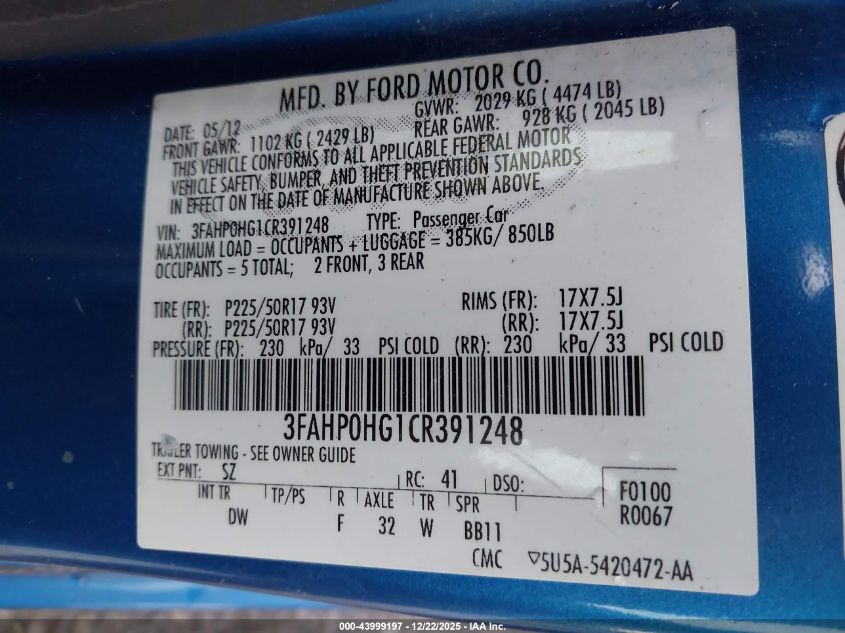 MFD. BY FORD MOTOR CO.
DATE: 05/12 GVWR: 2029 KG ( 4474 LB)
FRONT GAWR: 1102 KG ( 2429 LB) REAR GAWR: 928 KG ( 2045 LB)
THIS VEHICLE CONFORMS TO ALL APPLICABLE FEDERAL MOTOR
VEHICLE SAFETY, BUMPER, AND THEFT PREVENTION STANDARDS
IN EFFECT ON THE DATE OF MANUFACTURE SHOWN ABOVE.
VIN: 3FAHP0HG1CR391248 TYPE: Passenger Car
MAXIMUM LOAD = OCCUPANTS + LUGGAGE = 385KG/ 850LB
OCCUPANTS = 5 TOTAL; 2 FRONT, 3 REAR
TIRE (FR): P225/50R17 93V RIMS (FR): 17X7.5J
(RR): P225/50R17 93V (RR): 17X7.5J
PRESSURE (FR): 230 kPa/ 33 PSI COLD (RR): 230 kPa/ 33 PSI COLD
3FAHP0HG1CR391248
TRAILER TOWING - SEE OWNER GUIDE
EXT PNT: SZ RC: 41 DSO:
INT TR TP/PS R AXLE TR SPR F0100
DW F 32 W BB11 R0067
CMC ▽5U5A-5420472-AA
000-43999197 • 12/22/2025 - IAA Inc.